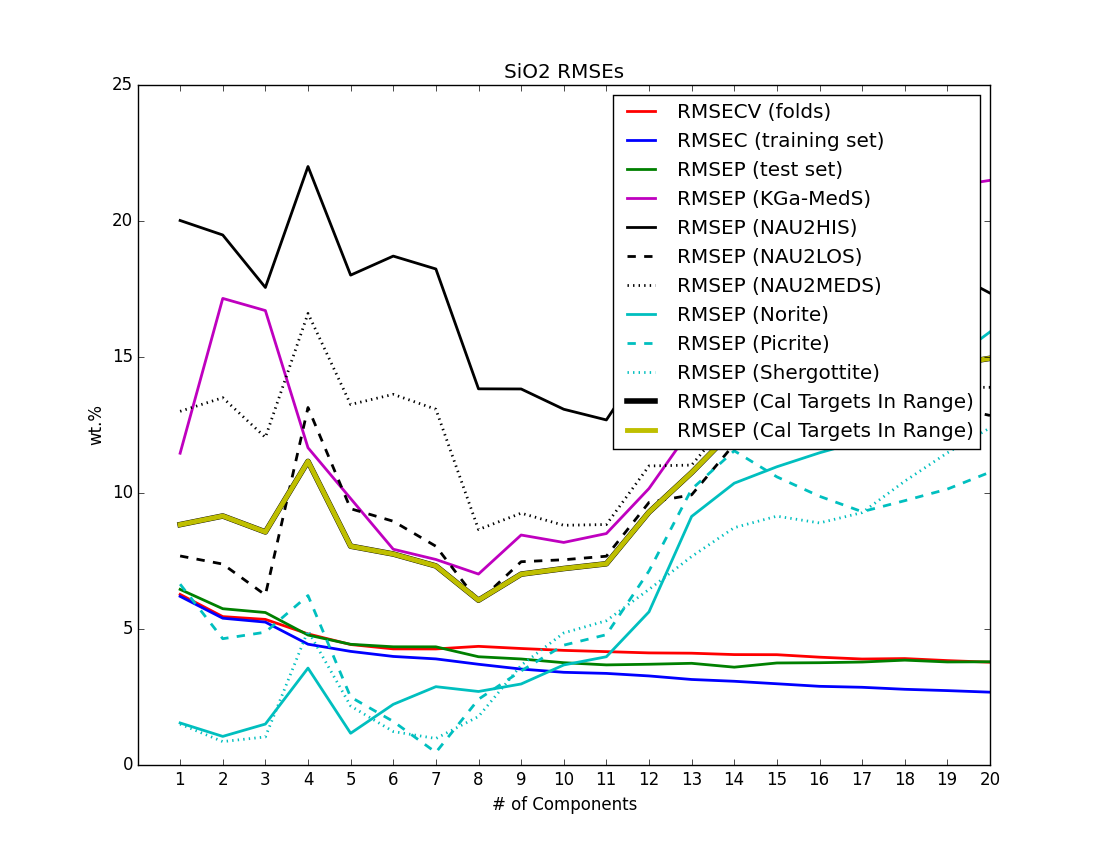 SiO2 RMSEs
25
20
15
10
5
0
wt.%
RMSECV (folds)
RMSEC (training set)
RMSEP (test set)
RMSEP (KGa-MedS)
RMSEP (NAU2HIS)
RMSEP (NAU2LOS)
RMSEP (NAU2MEDS)
RMSEP (Norite)
RMSEP (Picrite)
RMSEP (Shergottite)
RMSEP (Cal Targets In Range)
RMSEP (Cal Targets In Range)
1 2 3 4 5 6 7 8 9 10 11 12 13 14 15 16 17 18 19 20
# of Components